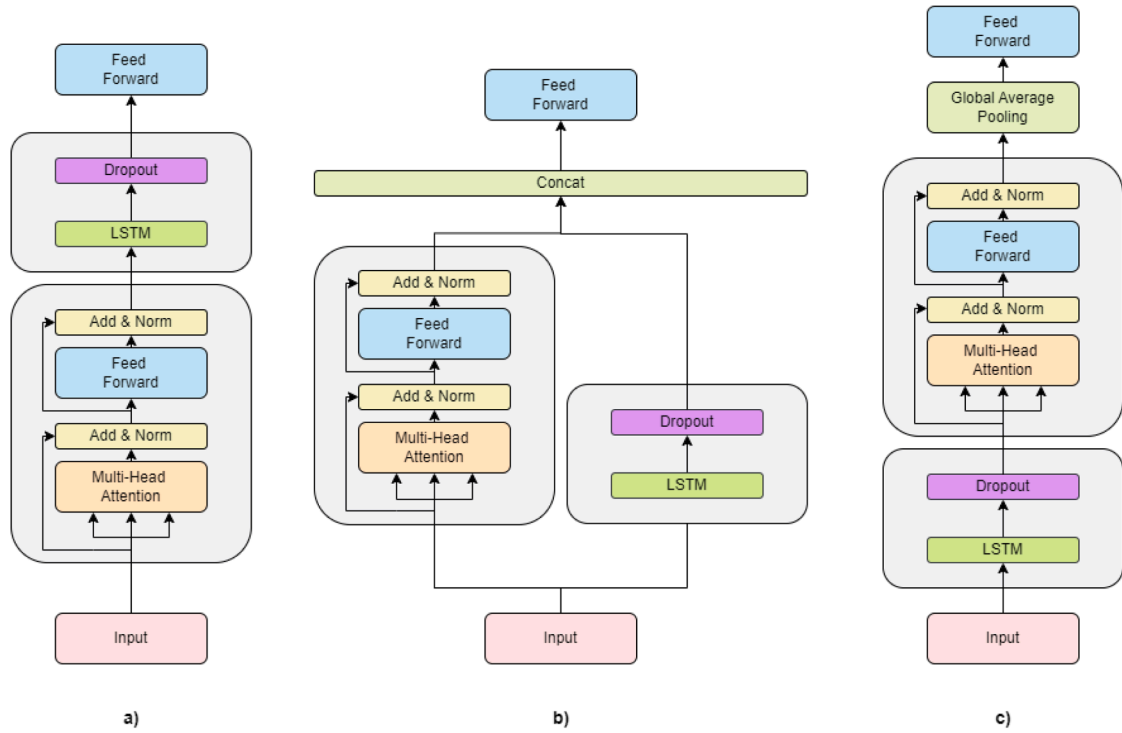 Feed
Forward
Dropout
LSTM
Add & Norm
Feed
Forward
Add & Norm
Multi-Head
Attention
Input
a)
Feed
Forward
Concat
Add & Norm
Feed
Forward
Add & Norm
Multi-Head
Attention
Dropout
LSTM
Input
b)
Feed
Forward
Global Average
Pooling
Add & Norm
Feed
Forward
Add & Norm
Multi-Head
Attention
Dropout
LSTM
Input
c)